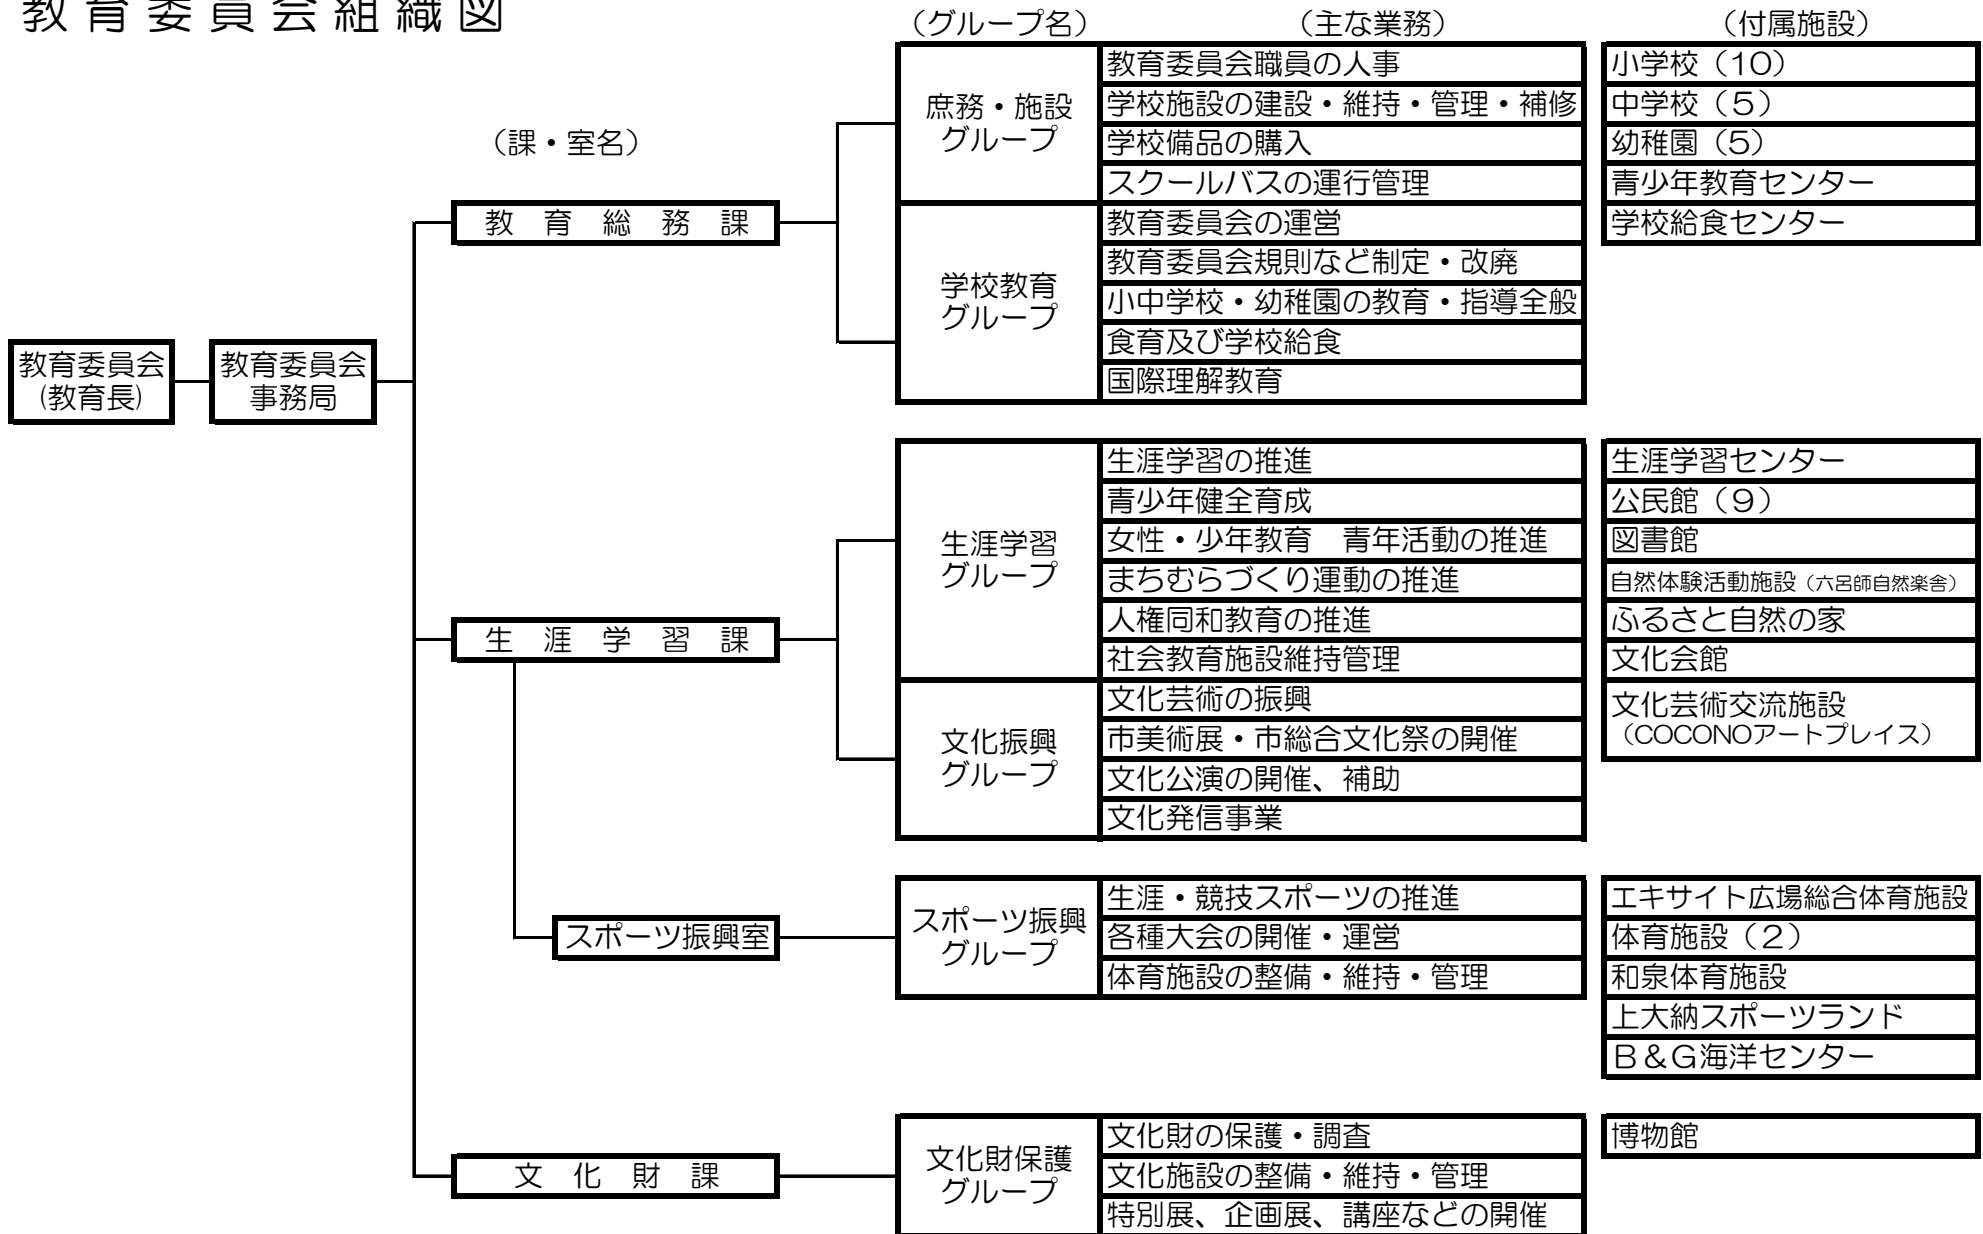 教育委員会組織図
（グループ名）
（主な業務）
（付属施設）
（課・室名）
教育委員会
(教育長)
教育委員会
事務局
教育総務課
庶務・施設
グループ
教育委員会職員の人事
学校施設の建設・維持・管理・補修
学校備品の購入
スクールバスの運行管理
学校教育
グループ
教育委員会の運営
教育委員会規則など制定・改廃
小中学校・幼稚園の教育・指導全般
食育及び学校給食
国際理解教育
小学校（10）
中学校（5）
幼稚園（5）
青少年教育センター
学校給食センター
生涯学習課
生涯学習
グループ
生涯学習の推進
青少年健全育成
女性・少年教育　青年活動の推進
まちむらづくり運動の推進
人権同和教育の推進
社会教育施設維持管理
文化振興
グループ
文化芸術の振興
市美術展・市総合文化祭の開催
文化公演の開催、補助
文化発信事業
生涯学習センター
公民館（9）
図書館
自然体験活動施設（六呂師自然楽舎）
ふるさと自然の家
文化会館
文化芸術交流施設
（COCONOアートプレイス）
スポーツ振興室
スポーツ振興
グループ
生涯・競技スポーツの推進
各種大会の開催・運営
体育施設の整備・維持・管理
エキサイト広場総合体育施設
体育施設（2）
和泉体育施設
上大納スポーツランド
B＆G海洋センター
文化財課
文化財保護
グループ
文化財の保護・調査
文化施設の整備・維持・管理
特別展、企画展、講座などの開催
博物館